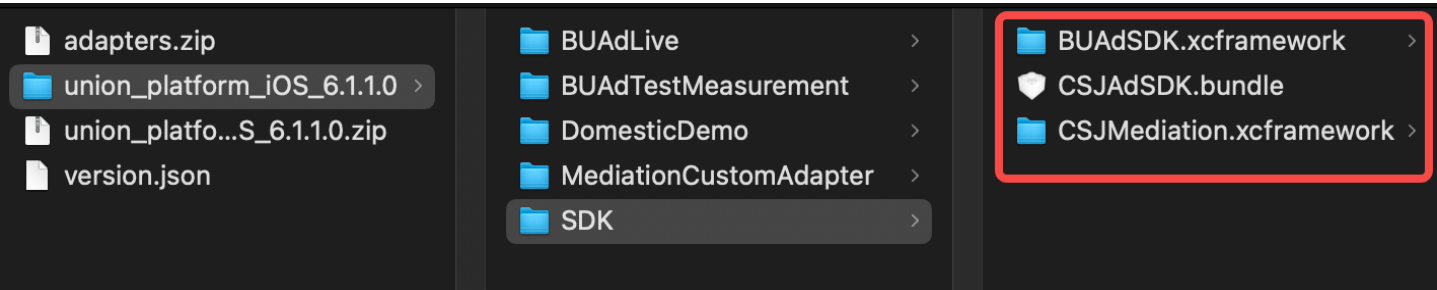 adapters.zip
union_platform_iOS_6.1.1.0
union_platfo...S_6.1.1.0.zip
version.json
BUAdLive
BUAdTestMeasurement
DomesticDemo
MediationCustomAdapter
SDK
BUAdSDK.xcframework
CSJAdSDK.bundle
CSJMediation.xcframework